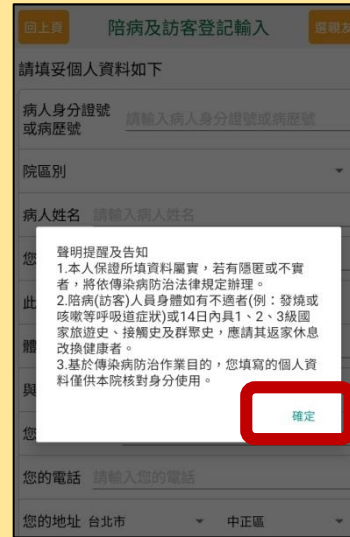 回上頁
陪病及訪客登記輸入
選親友
請填妥個人資料如下
病人身分證號
或病歷號
請輸入病人身分證號或病歷號
院區別
病人姓名 請輸入病人姓名
您
聲明提醒及告知
1.本人保證所填資料屬實，若有隱匿或不實
者，將依傳染病防治法律規定辦理。
此
2.陪病(訪客)人員身體如有不適者(例：發燒或
咳嗽等呼吸道症狀)或14日內具1、2、3級國
體
家旅遊史、接觸史及群聚史，應請其返家休息
改換健康者。
與
3.基於傳染病防治作業目的，您填寫的個人資
料僅供本院核對身分使用。
確定
您
您的電話 請輸入您的電話
您的地址 台北市 中正區